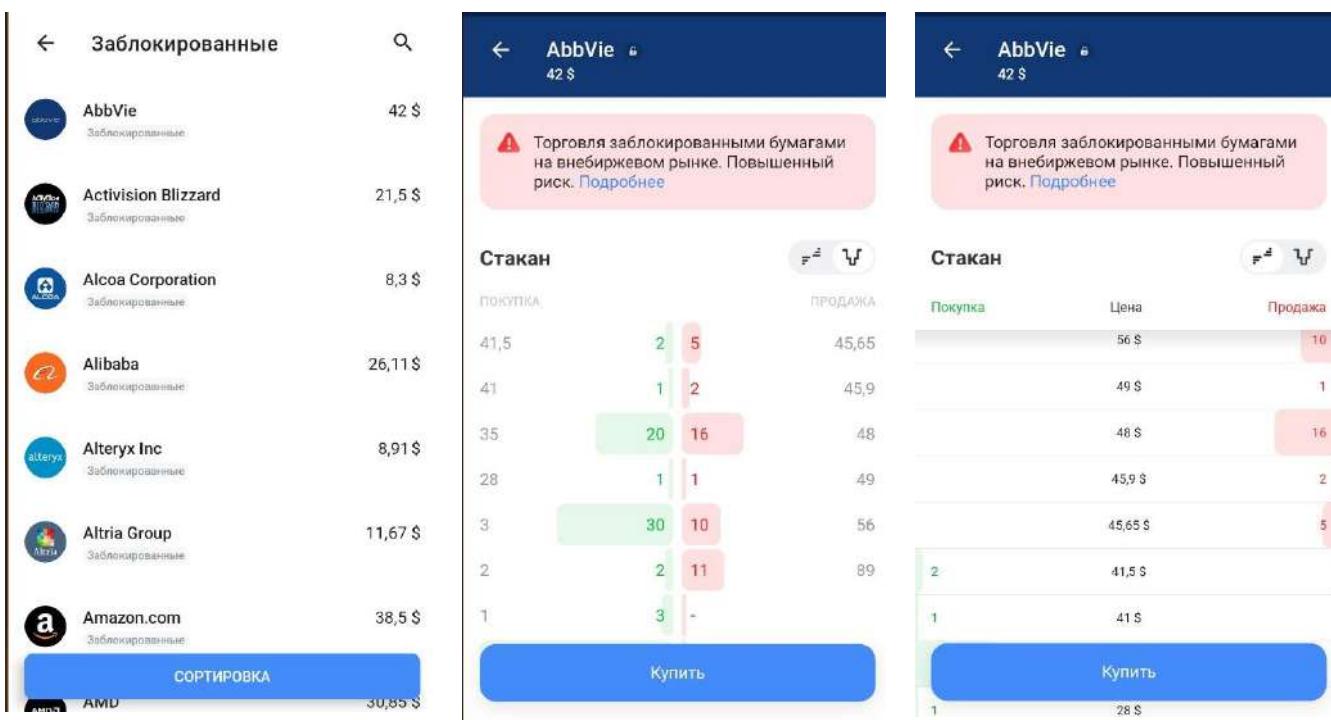 Заблокированные
AbbVie
42 $
Заблокированные
Activision Blizzard
21,5 $
Заблокированные
Alcoa Corporation
8,3 $
Заблокированные
Alibaba
26,11 $
Заблокированные
alteryx
Alteryx Inc
8,91 $
Заблокированные
Altria
Altria Group
11,67 $
Заблокированные
Amazon.com
38,5 $
Заблокированные
СОРТИРОВКА
AMD
30,85 $
AbbVie
42 $
Торговля заблокированными бумагами
на внебиржевом рынке. Повышенный
риск. Подробнее
Стакан
ПОКУПКА ПРОДАЖА
41,5 2 5 45,65
41 1 2 45,9
35 20 16 48
28 1 1 49
3 30 10 56
2 2 11 89
1 3 -
Купить
AbbVie
42 $
Торговля заблокированными бумагами
на внебиржевом рынке. Повышенный
риск. Подробнее
Стакан
Покупка Цена Продажа
56 $ 10
49 $ 1
48 $ 16
45,9 $ 2
45,65 $ 5
2 41,5 $
1 41 $
Купить
1 28 $